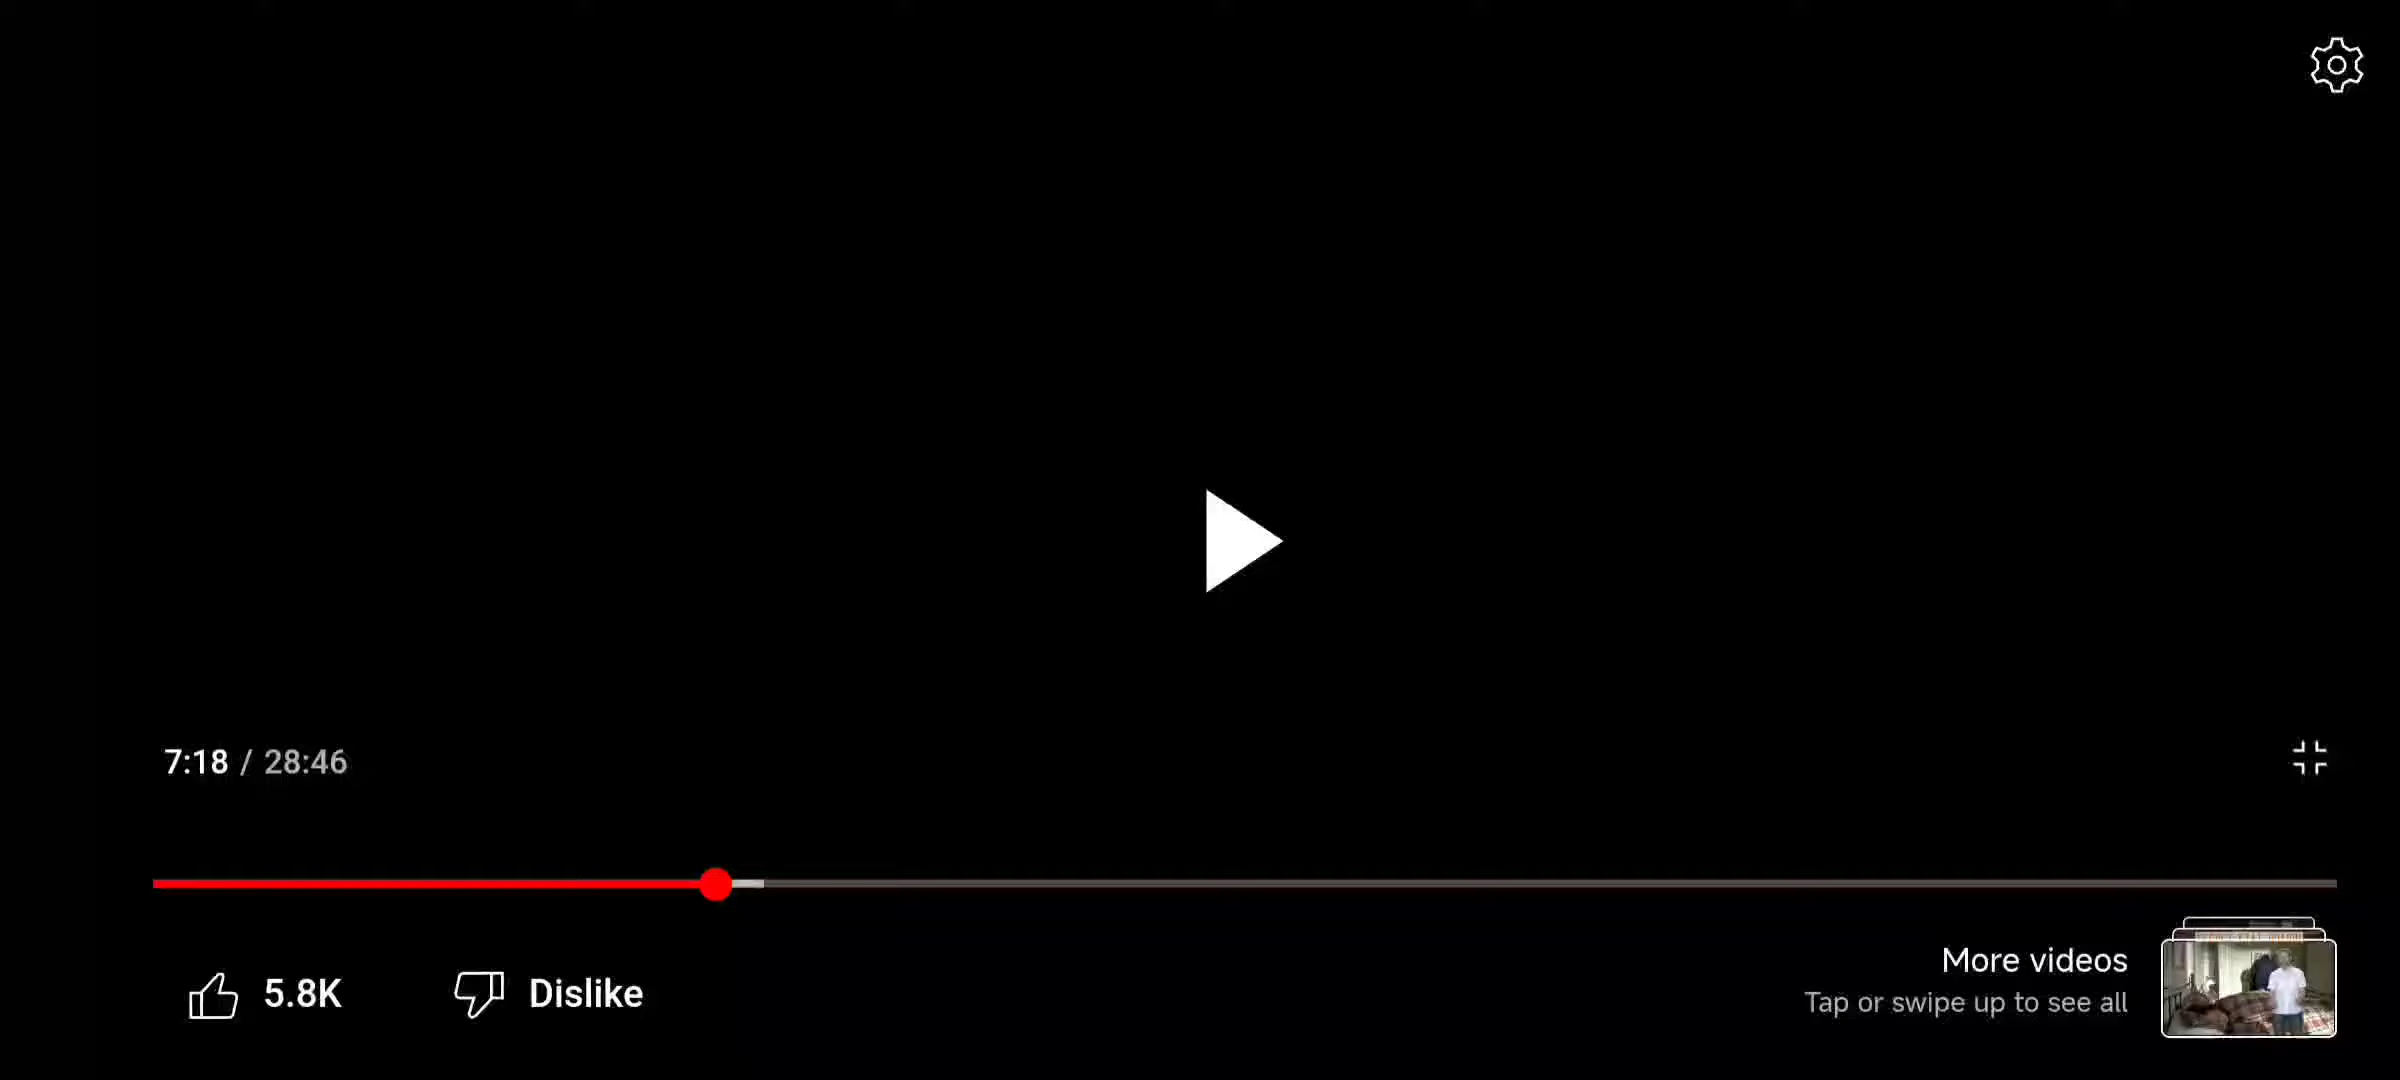 7:18 / 28:46
5.8K
Dislike
More videos
Tap or swipe up to see all